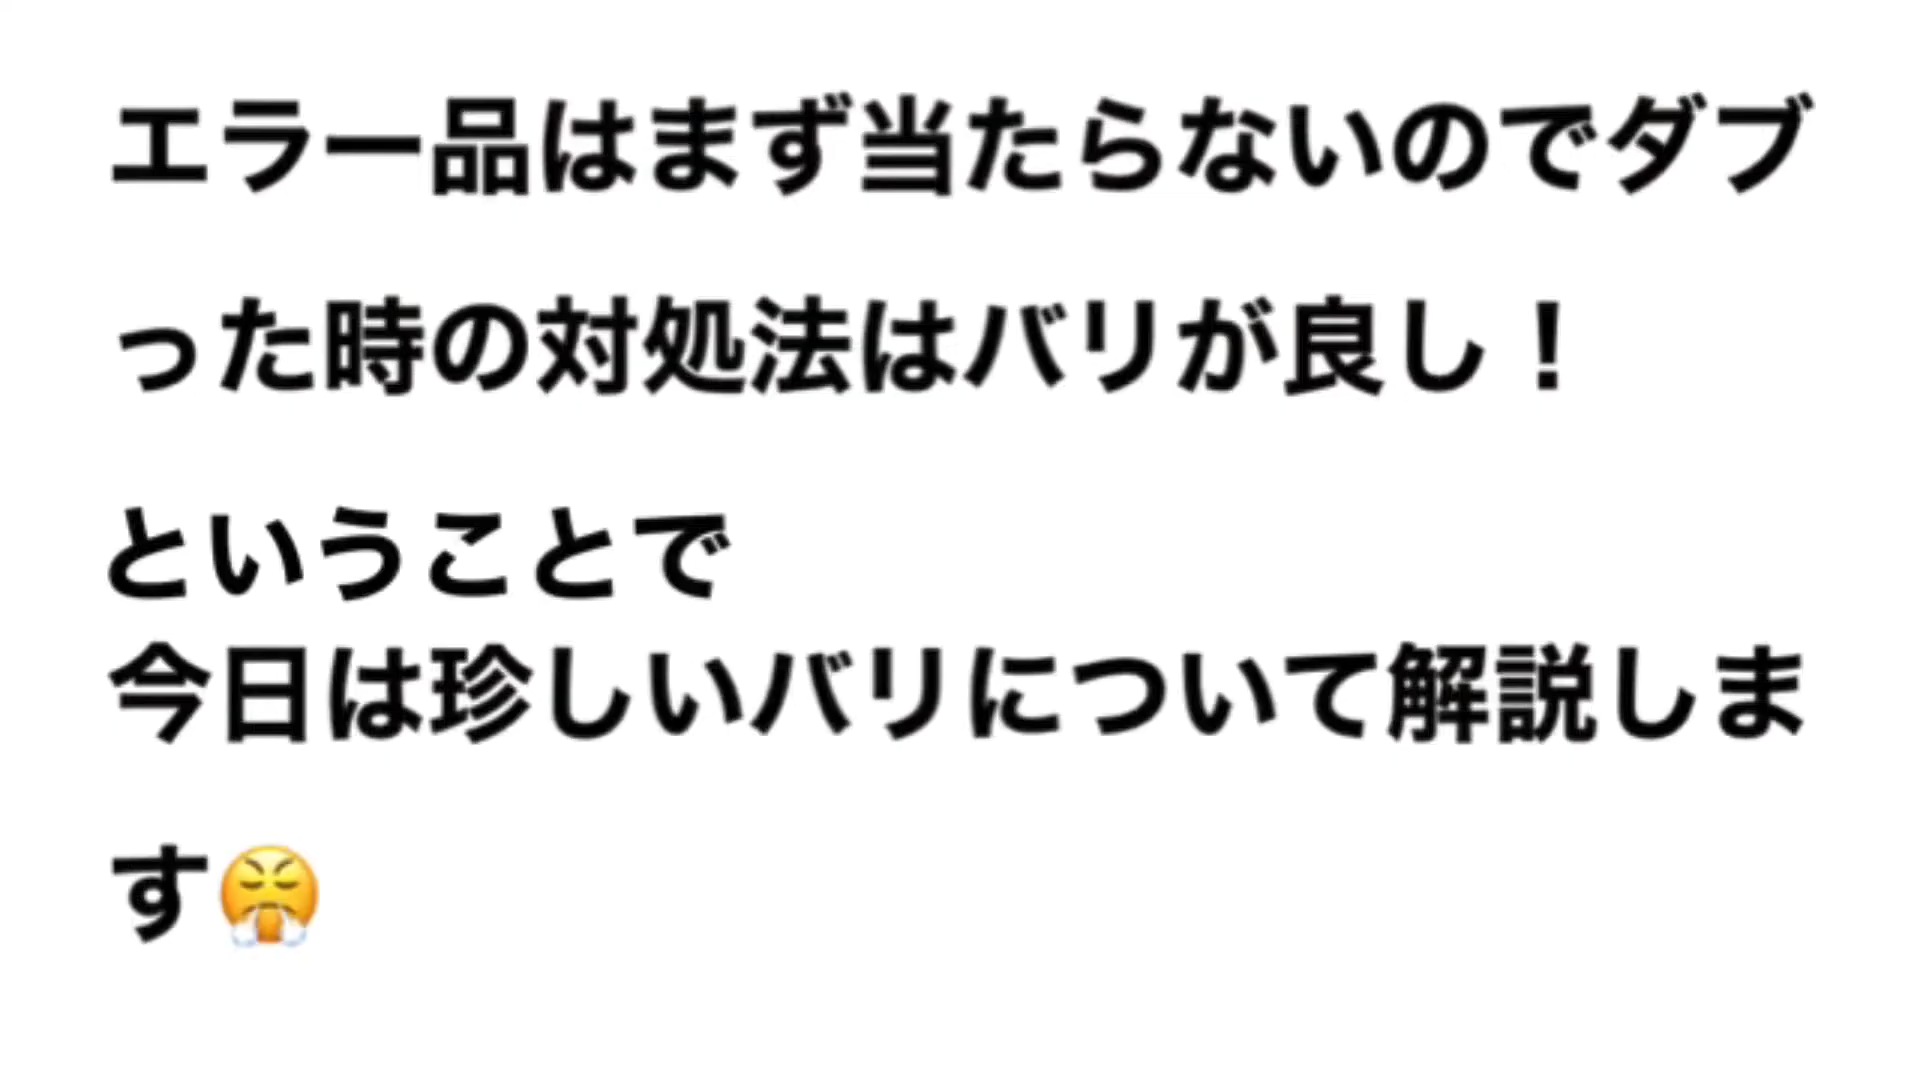 エラー品はまず当たらないのでダブ
った時の対処法はバリが良し！
ということで
今日は珍しいバリについて解説しま
す😤